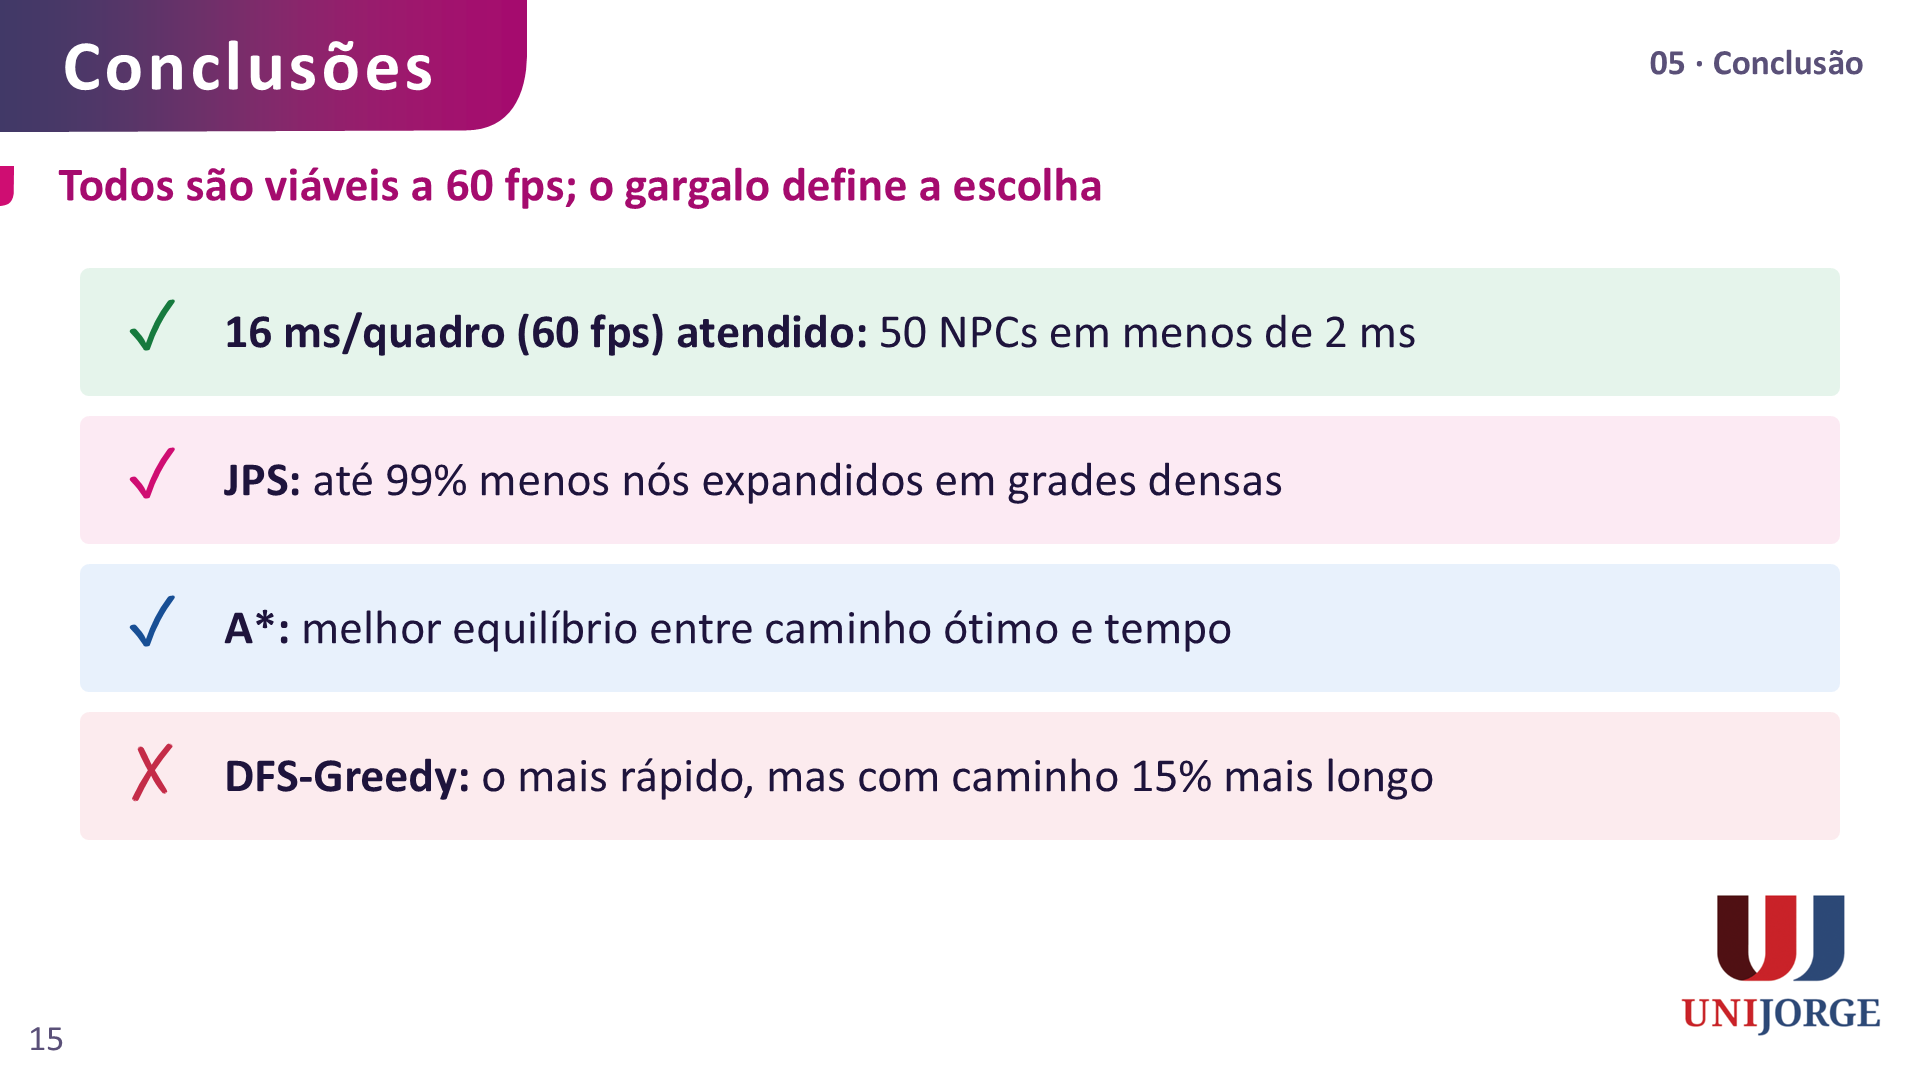 Conclusões
05 · Conclusão
Todos são viáveis a 60 fps; o gargalo define a escolha
✓ 16 ms/quadro (60 fps) atendido: 50 NPCs em menos de 2 ms
✓ JPS: até 99% menos nós expandidos em grades densas
✓ A*: melhor equilíbrio entre caminho ótimo e tempo
✗ DFS-Greedy: o mais rápido, mas com caminho 15% mais longo
UNIJORGE
15